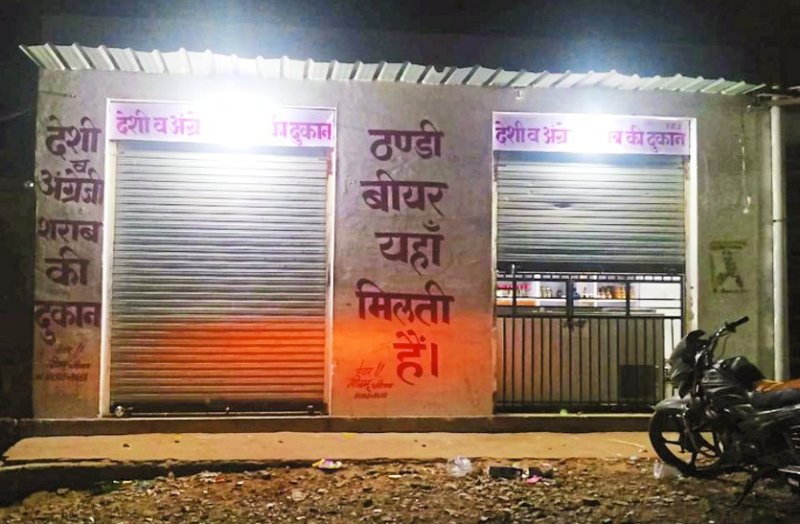 देशी
व
अंग्रेजी
शराब
की
दुकान
देशी व अंग्रे की दुकान
ठण्डी
बीयर
यहाँ
मिलती
हैं।
देशी व अंग्रे ब की दुकान